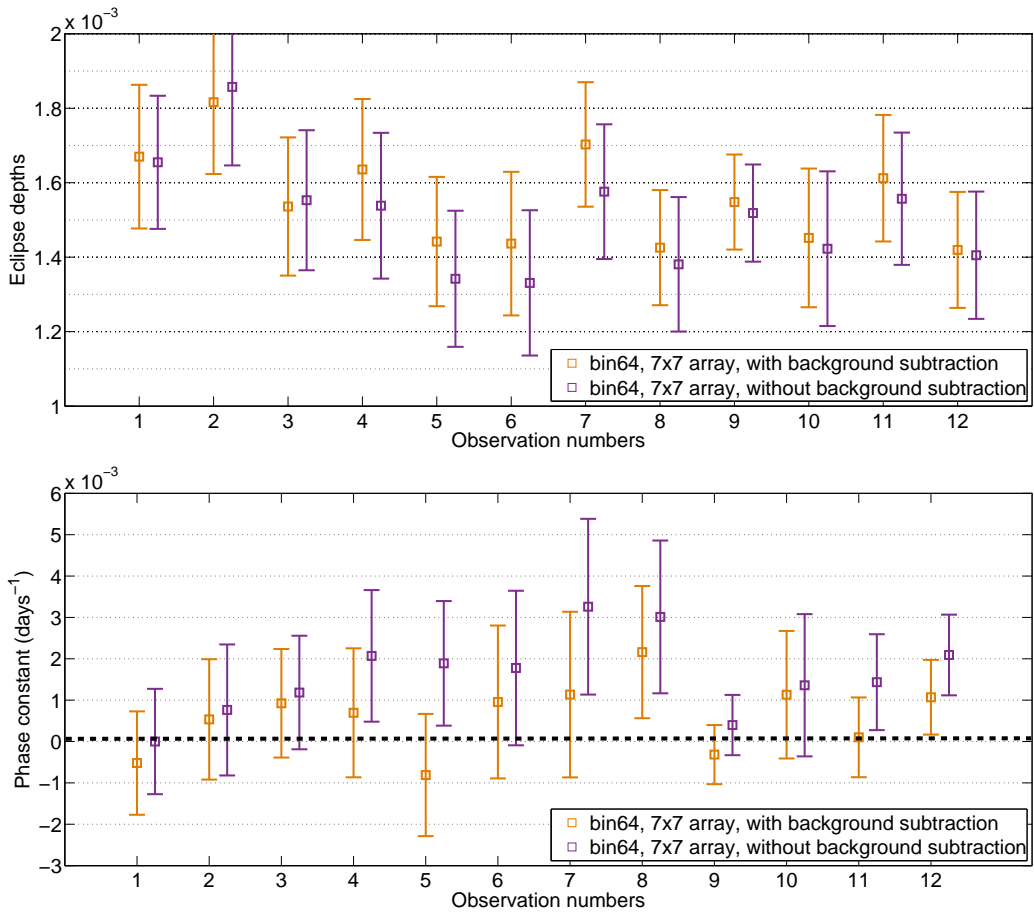 x 10⁻³
2
1.8
1.6
1.4
1.2
1
Eclipse depths
bin64, 7x7 array, with background subtraction
bin64, 7x7 array, without background subtraction
1 2 3 4 5 6 7 8 9 10 11 12
Observation numbers
x 10⁻³
6
5
4
3
2
1
0
−1
−2
−3
Phase constant (days⁻¹)
bin64, 7x7 array, with background subtraction
bin64, 7x7 array, without background subtraction
1 2 3 4 5 6 7 8 9 10 11 12
Observation numbers